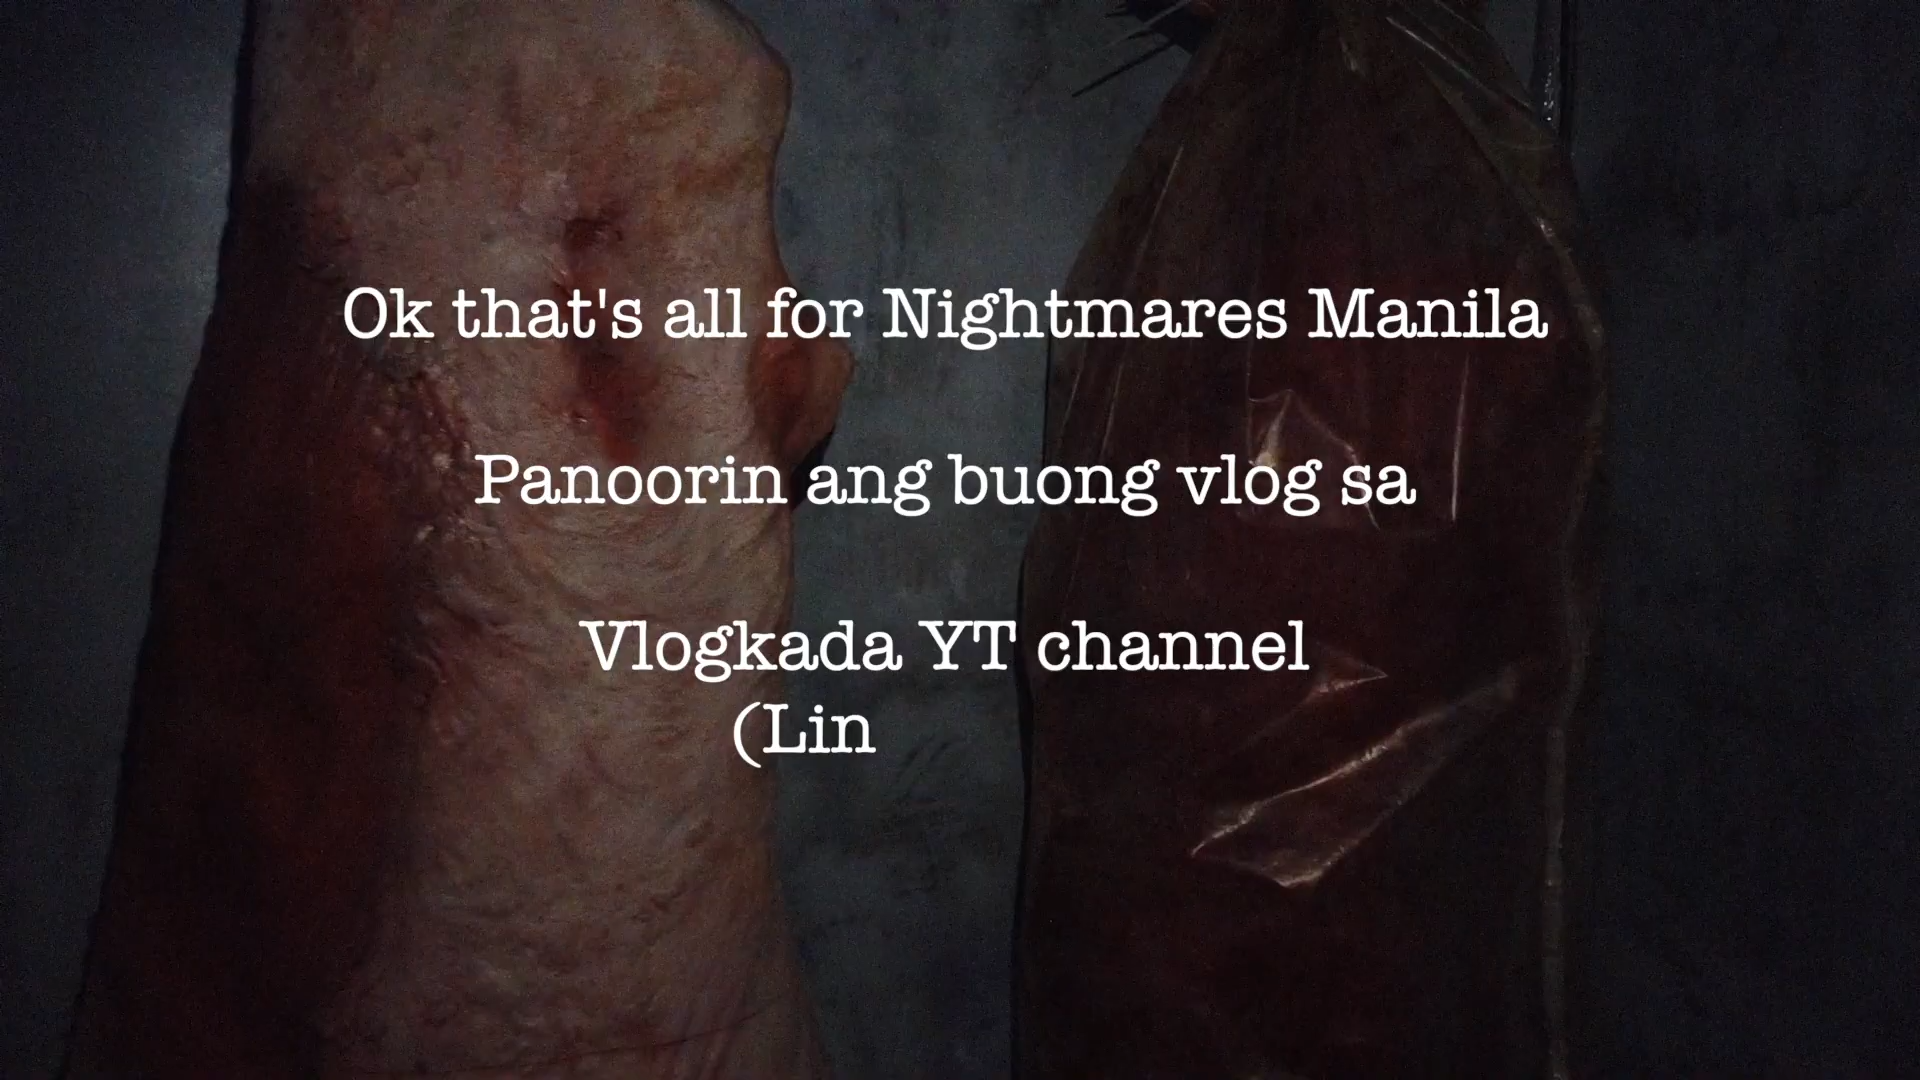 Ok that's all for Nightmares Manila
Panoorin ang buong vlog sa
Vlogkada YT channel
(Lin